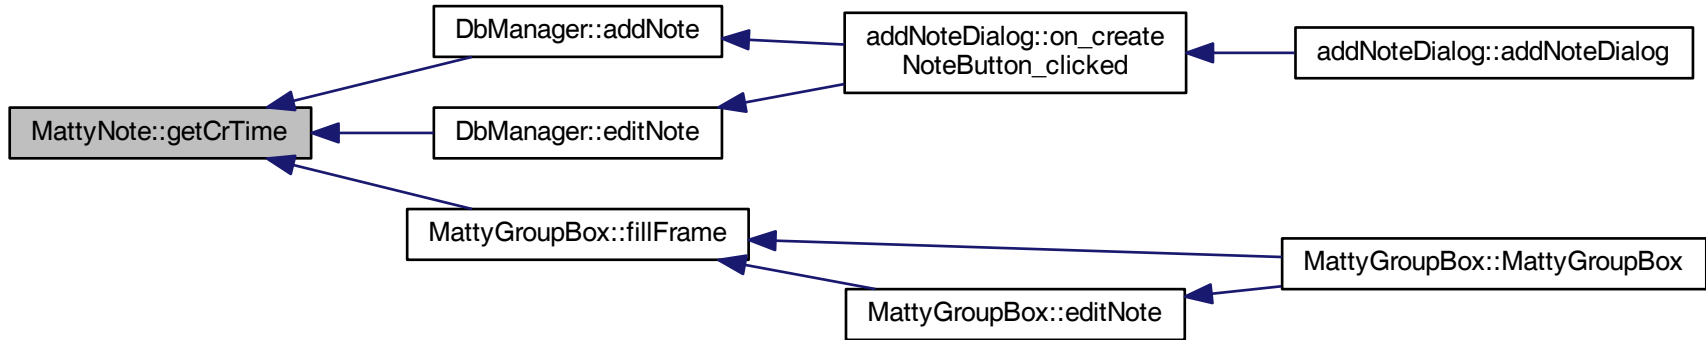 DbManager::addNote
addNoteDialog::on_create
NoteButton_clicked
addNoteDialog::addNoteDialog
MattyNote::getCrTime
DbManager::editNote
MattyGroupBox::fillFrame
MattyGroupBox::MattyGroupBox
MattyGroupBox::editNote